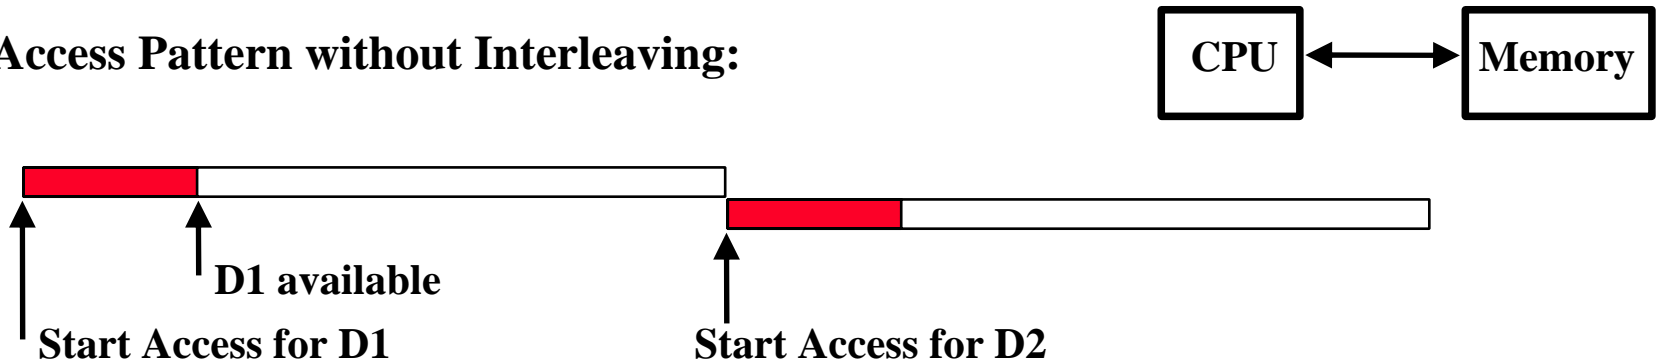 Access Pattern without Interleaving:
CPU
Memory
D1 available
Start Access for D1
Start Access for D2